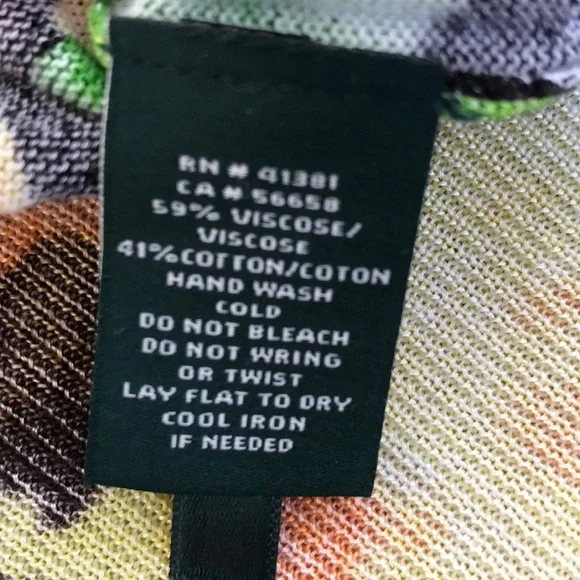 RN # 41381
CA # 56658
59% VISCOSE/
VISCOSE
41%COTTON/COTON
HAND WASH
COLD
DO NOT BLEACH
DO NOT WRING
OR TWIST
LAY FLAT TO DRY
COOL IRON
IF NEEDED